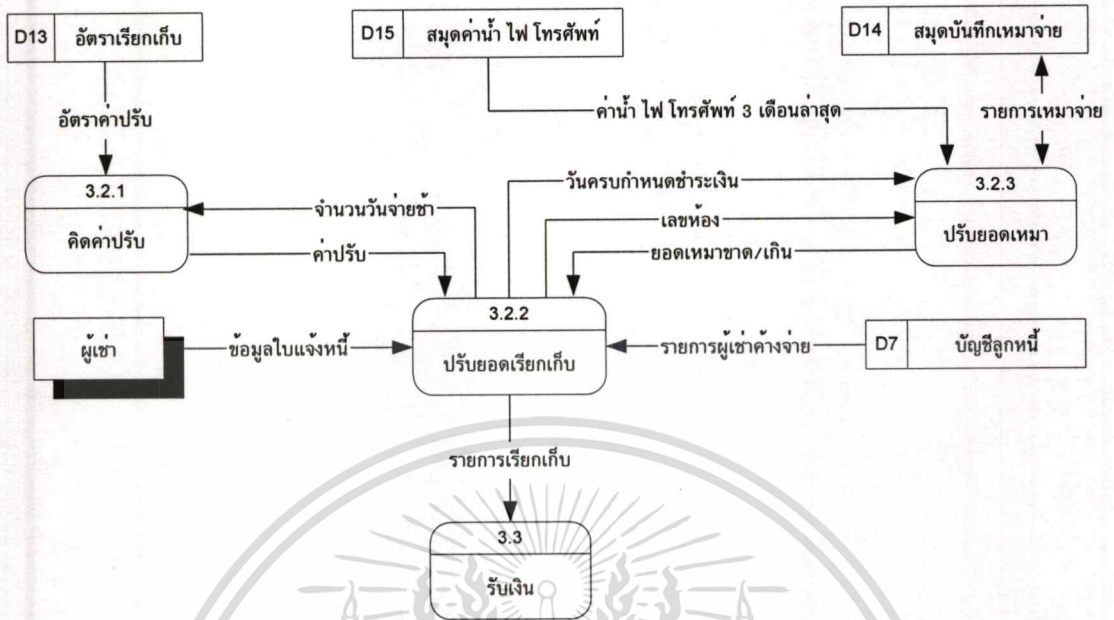 D13 อัตราเรียกเก็บ
D15 สมุดค่าน้ำ ไฟ โทรศัพท์
D14 สมุดบันทึกเหมาจ่าย
อัตราค่าปรับ
ค่าน้ำ ไฟ โทรศัพท์ 3 เดือนล่าสุด
รายการเหมาจ่าย
3.2.1
คิดค่าปรับ
จำนวนวันจ่ายช้า
ค่าปรับ
วันครบกำหนดชำระเงิน
เลขห้อง
ยอดเหมาขาด/เกิน
3.2.3
ปรับยอดเหมา
ผู้เช่า
ข้อมูลใบแจ้งหนี้
3.2.2
ปรับยอดเรียกเก็บ
รายการผู้เช่าค้างจ่าย
D7 บัญชีลูกหนี้
รายการเรียกเก็บ
3.3
รับเงิน